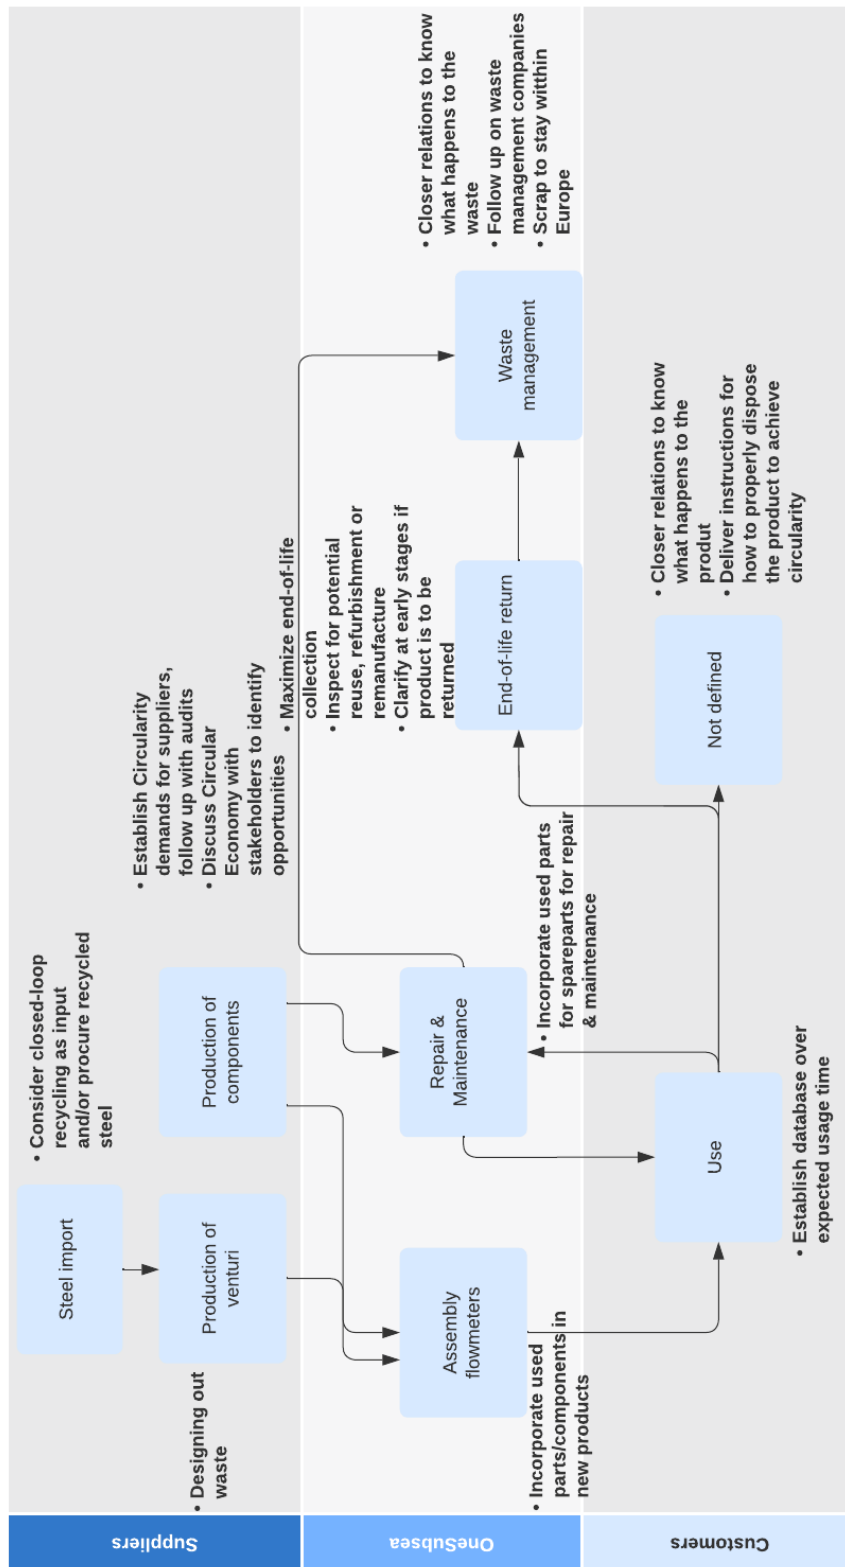 Suppliers
Steel import
• Consider closed-loop
recycling as input
and/or procure recycled
steel
• Designing out
waste
Production of
venturi
Production of
components
• Establish Circularity
demands for suppliers,
follow up with audits
• Discuss Circular
Economy with
stakeholders to identify
opportunities
OneSubsea
Assembly
flowmeters
• Incorporate used
parts/components in
new products
Repair &
Maintenance
• Incorporate used parts
for spareparts for repair
& maintenance
• Maximize end-of-life
collection
• Inspect for potential
reuse, refurbishment or
remanufacture
• Clarify at early stages if
product is to be
returned
End-of-life return
Waste
management
• Closer relations to know
what happens to the
waste
• Follow up on waste
management companies
• Scrap to stay wtithin
Europe
Customers
Use
• Establish database over
expected usage time
Not defined
• Closer relations to know
what happens to the
produt
• Deliver instructions for
how to properly dispose
the product to achieve
circularity